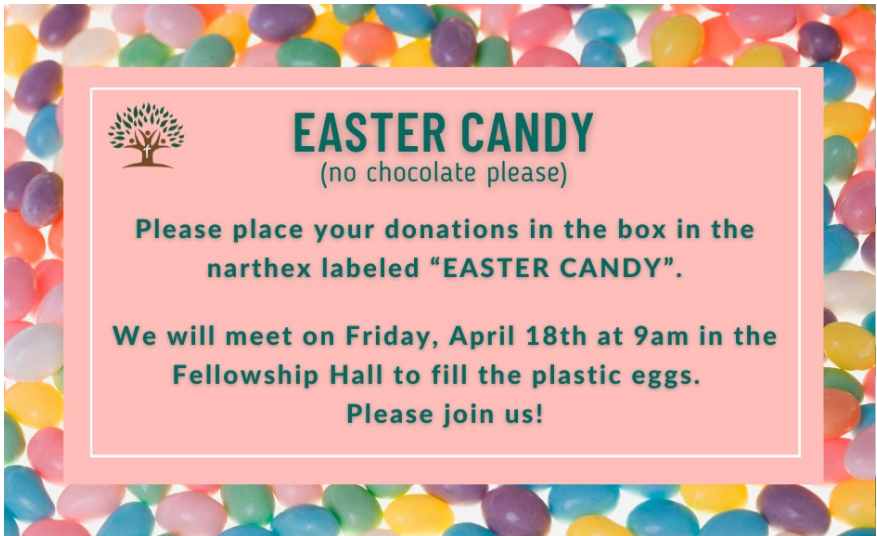 EASTER CANDY
(no chocolate please)
Please place your donations in the box in the
narthex labeled “EASTER CANDY”.
We will meet on Friday, April 18th at 9am in the
Fellowship Hall to fill the plastic eggs.
Please join us!